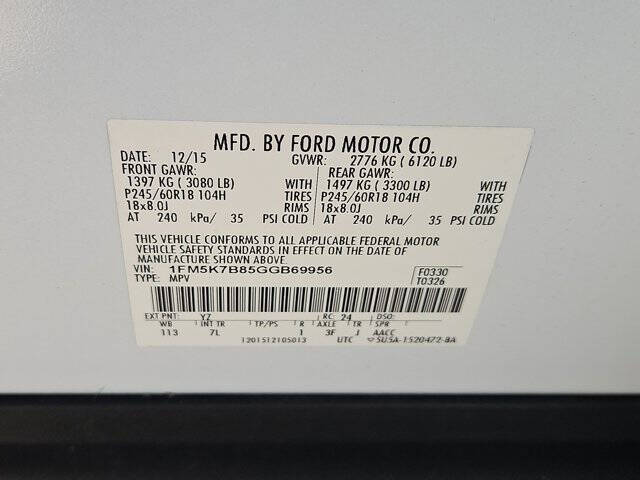 MFD. BY FORD MOTOR CO.
DATE: 12/15 GVWR: 2776 KG ( 6120 LB)
FRONT GAWR: REAR GAWR:
1397 KG ( 3080 LB) WITH 1497 KG ( 3300 LB) WITH
P245/60R18 104H TIRES P245/60R18 104H TIRES
18x8.0J RIMS 18x8.0J RIMS
AT 240 kPa/ 35 PSI COLD AT 240 kPa/ 35 PSI COLD
THIS VEHICLE CONFORMS TO ALL APPLICABLE FEDERAL MOTOR
VEHICLE SAFETY STANDARDS IN EFFECT ON THE DATE OF
MANUFACTURE SHOWN ABOVE.
VIN: 1FM5K7B85GGB69956 F0330
TYPE: MPV T0326
EXT PNT: YZ RC: 24 DSO:
WB INT TR TP/PS R AXLE TR SPR
113 7L 1 3F J AACC
1201512105013 UTC 5U5A-1520472-BA